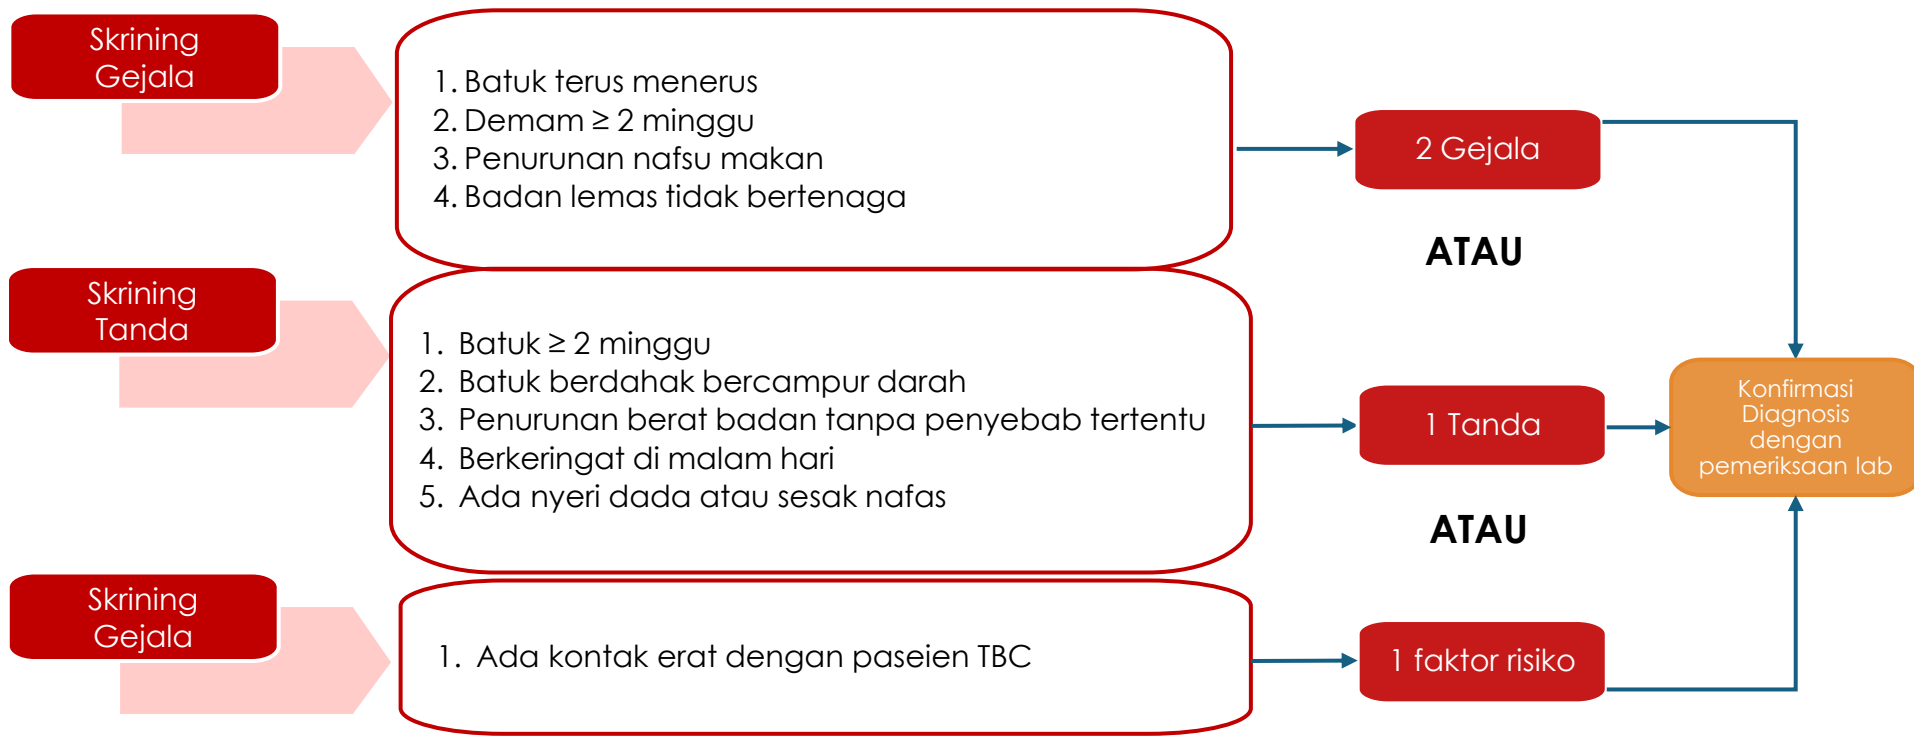 Skrining
Gejala
1. Batuk terus menerus
2. Demam ≥ 2 minggu
3. Penurunan nafsu makan
4. Badan lemas tidak bertenaga
2 Gejala
ATAU
Skrining
Tanda
1. Batuk ≥ 2 minggu
2. Batuk berdahak bercampur darah
3. Penurunan berat badan tanpa penyebab tertentu
4. Berkeringat di malam hari
5. Ada nyeri dada atau sesak nafas
1 Tanda
Konfirmasi
Diagnosis
dengan
pemeriksaan lab
ATAU
Skrining
Gejala
1. Ada kontak erat dengan paseien TBC
1 faktor risiko